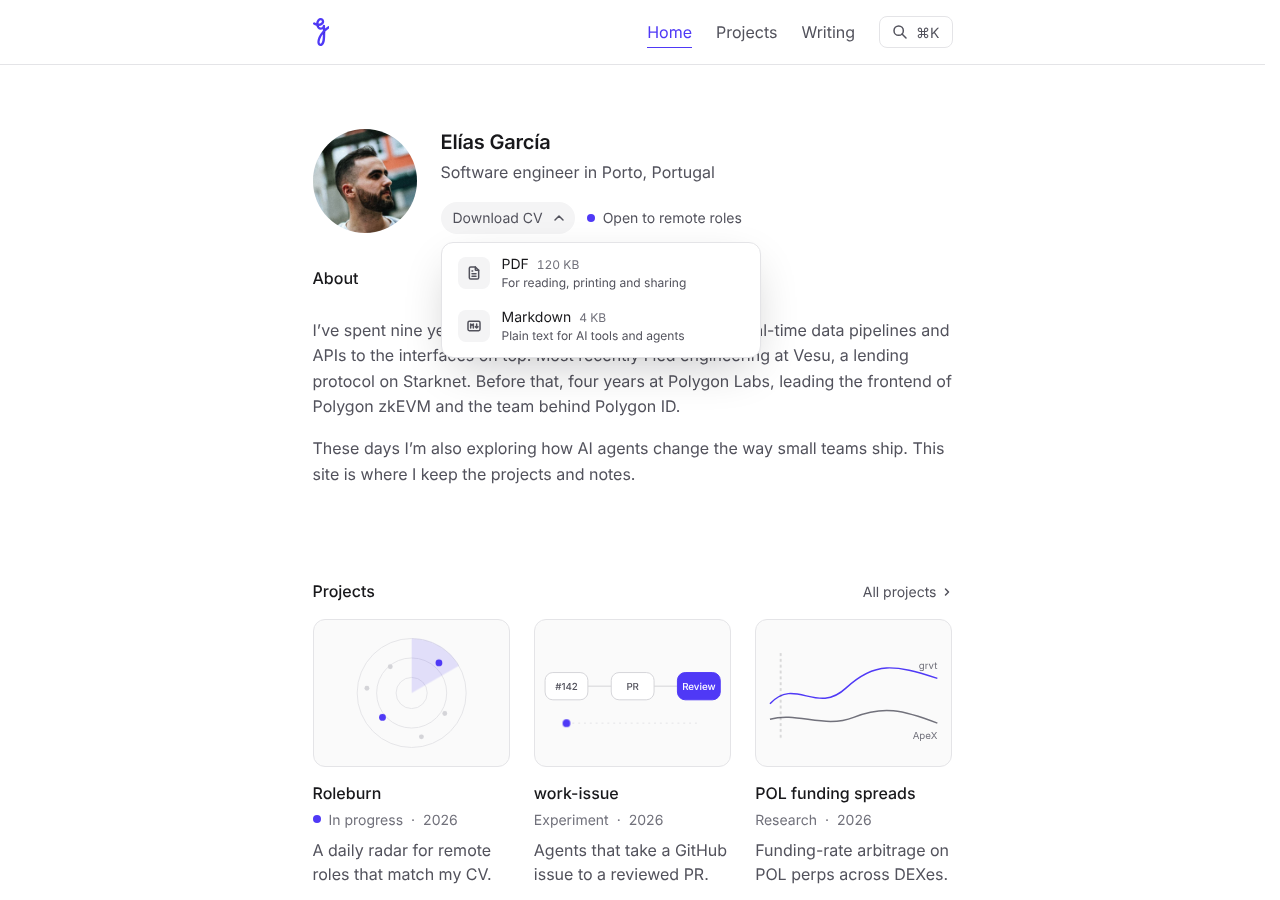 g
Home Projects Writing ⌘K
Elías García
Software engineer in Porto, Portugal
Download CV Open to remote roles
PDF 120 KB
For reading, printing and sharing
Markdown 4 KB
Plain text for AI tools and agents
About
I’ve spent nine al-time data pipelines and
APIs to the interfaces on top. Most recently I led engineering at Vesu, a lending
protocol on Starknet. Before that, four years at Polygon Labs, leading the frontend of
Polygon zkEVM and the team behind Polygon ID.
These days I’m also exploring how AI agents change the way small teams ship. This
site is where I keep the projects and notes.
Projects All projects
#142 PR Review
grvt
ApeX
Roleburn
In progress · 2026
A daily radar for remote
roles that match my CV.
work-issue
Experiment · 2026
Agents that take a GitHub
issue to a reviewed PR.
POL funding spreads
Research · 2026
Funding-rate arbitrage on
POL perps across DEXes.